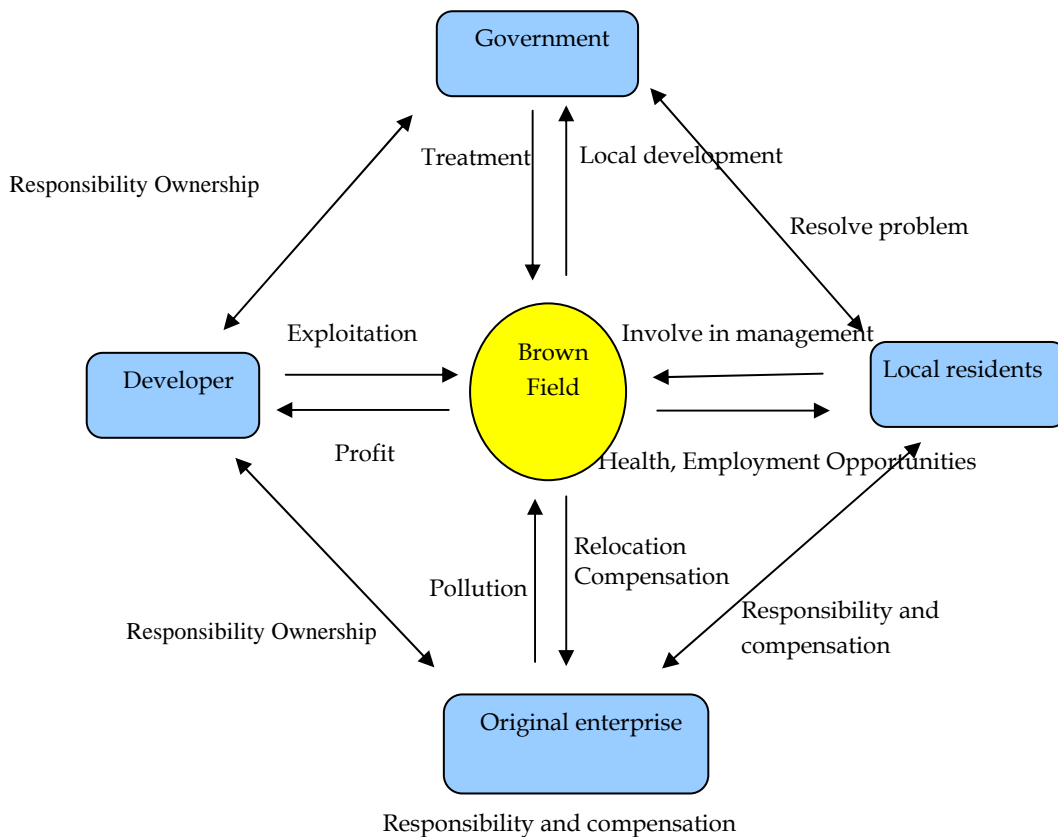 Government
Treatment
Local development
Responsibility Ownership
Resolve problem
Exploitation
Involve in management
Brown
Field
Developer
Local residents
Profit
Health, Employment Opportunities
Relocation
Compensation
Pollution
Responsibility and
compensation
Responsibility Ownership
Original enterprise
Responsibility and compensation